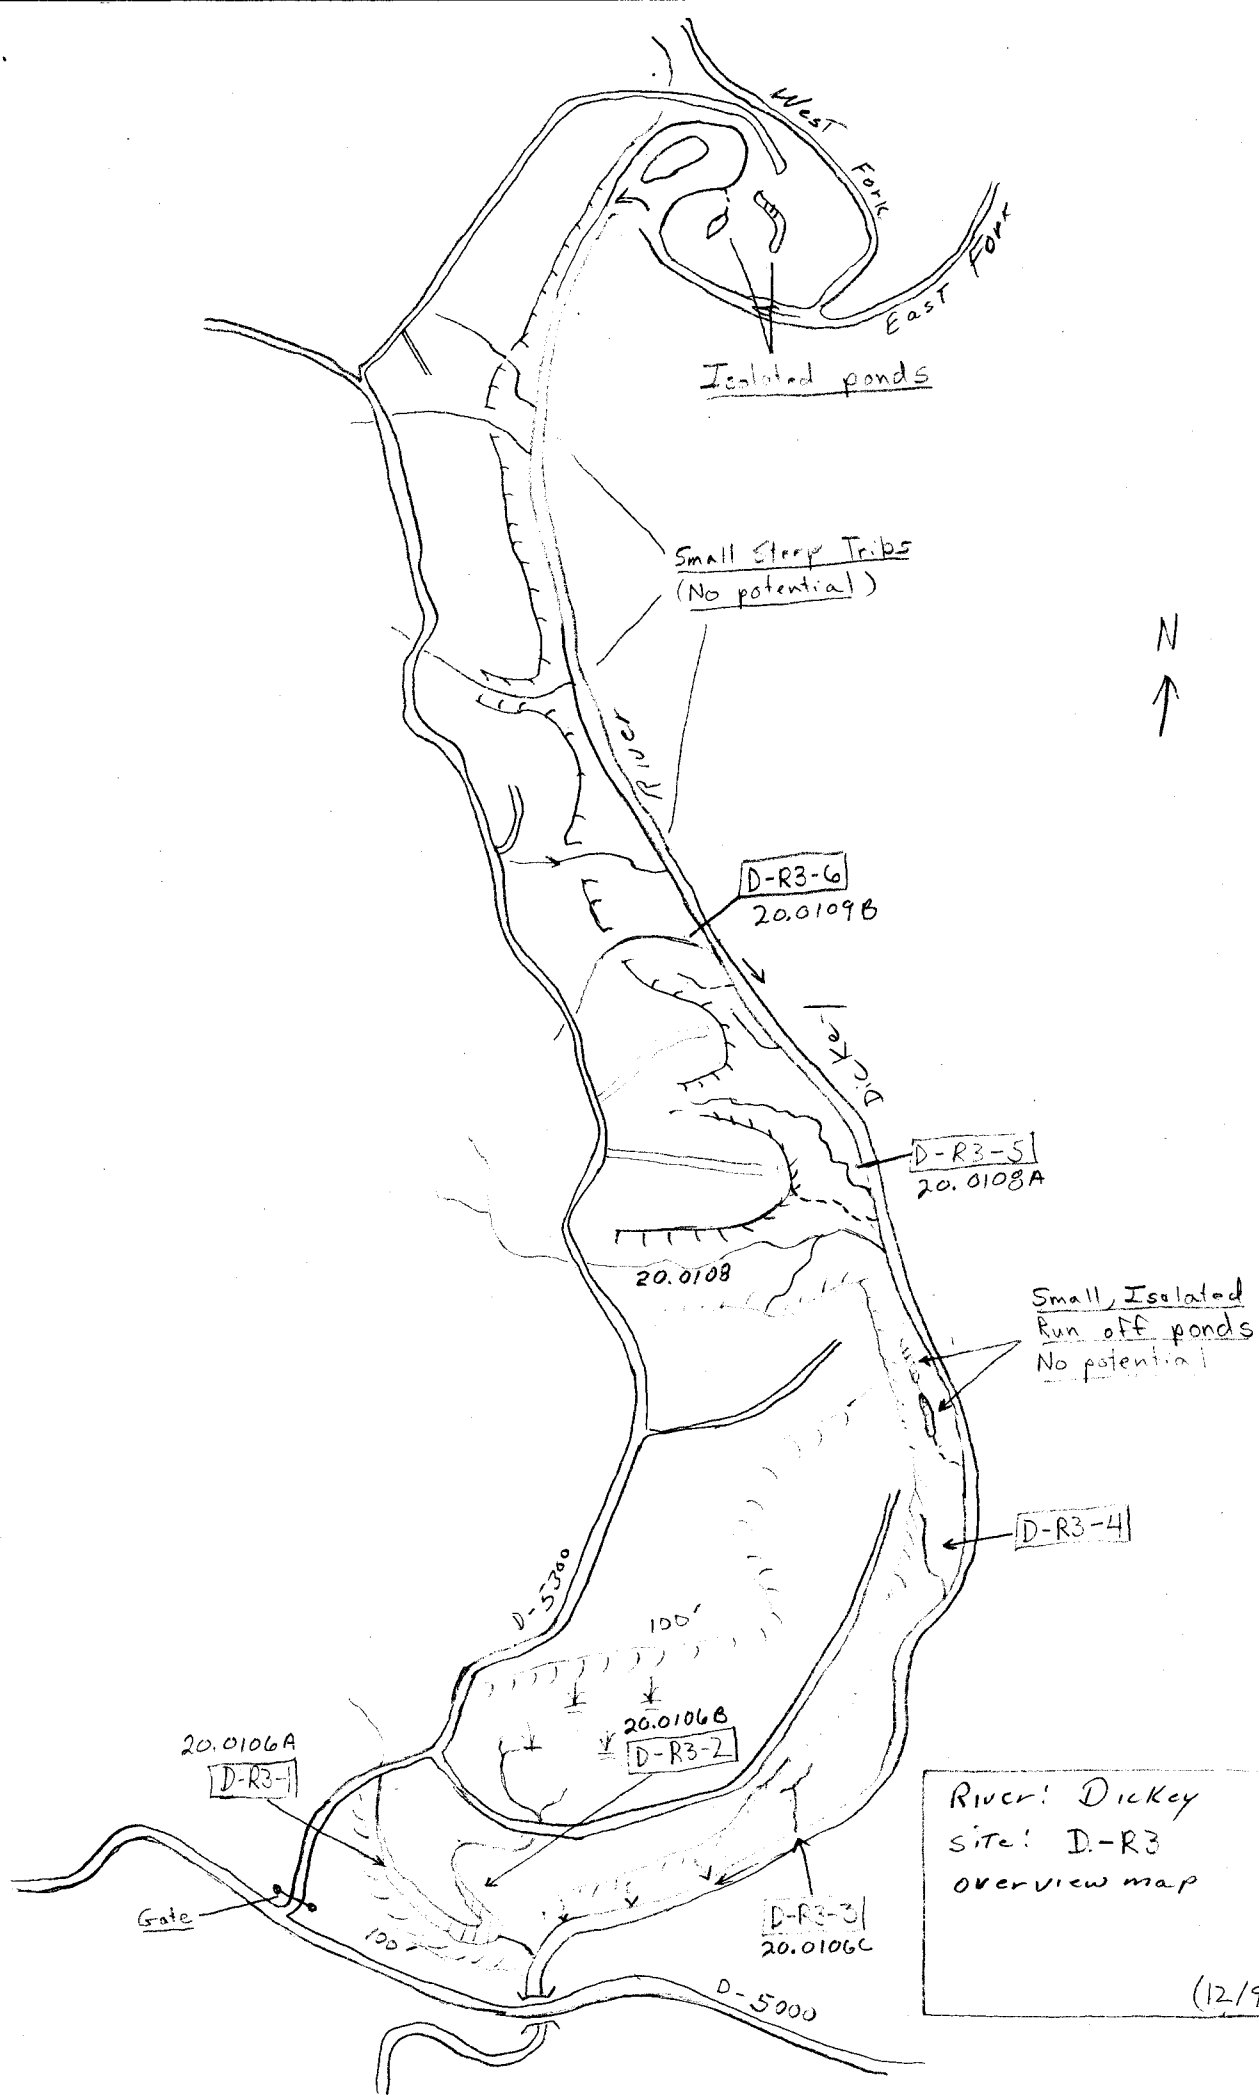 West
Fork
East Fork
Isolated ponds
Small Steep Tribs
(No potential)
N
River
D-R3-6
20.0109B
Dickey
D-R3-5
20.0108A
20.0108
Small, Isolated
Run off ponds
No potential
D-R3-4
D-5300
100'
20.0106B
D-R3-2
20.0106A
D-R3-1
River: Dickey
Site: D-R3
overview map
Gate
100'
D-R3-3
20.0106C
D-5000
(12/9